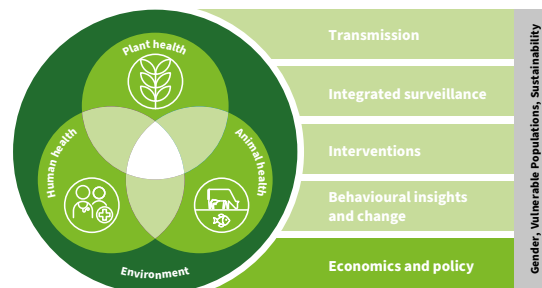 Plant health
Human health
Animal health
Environment
Transmission
Integrated surveillance
Interventions
Behavioural insights
and change
Economics and policy
Gender, Vulnerable Populations, Sustainability